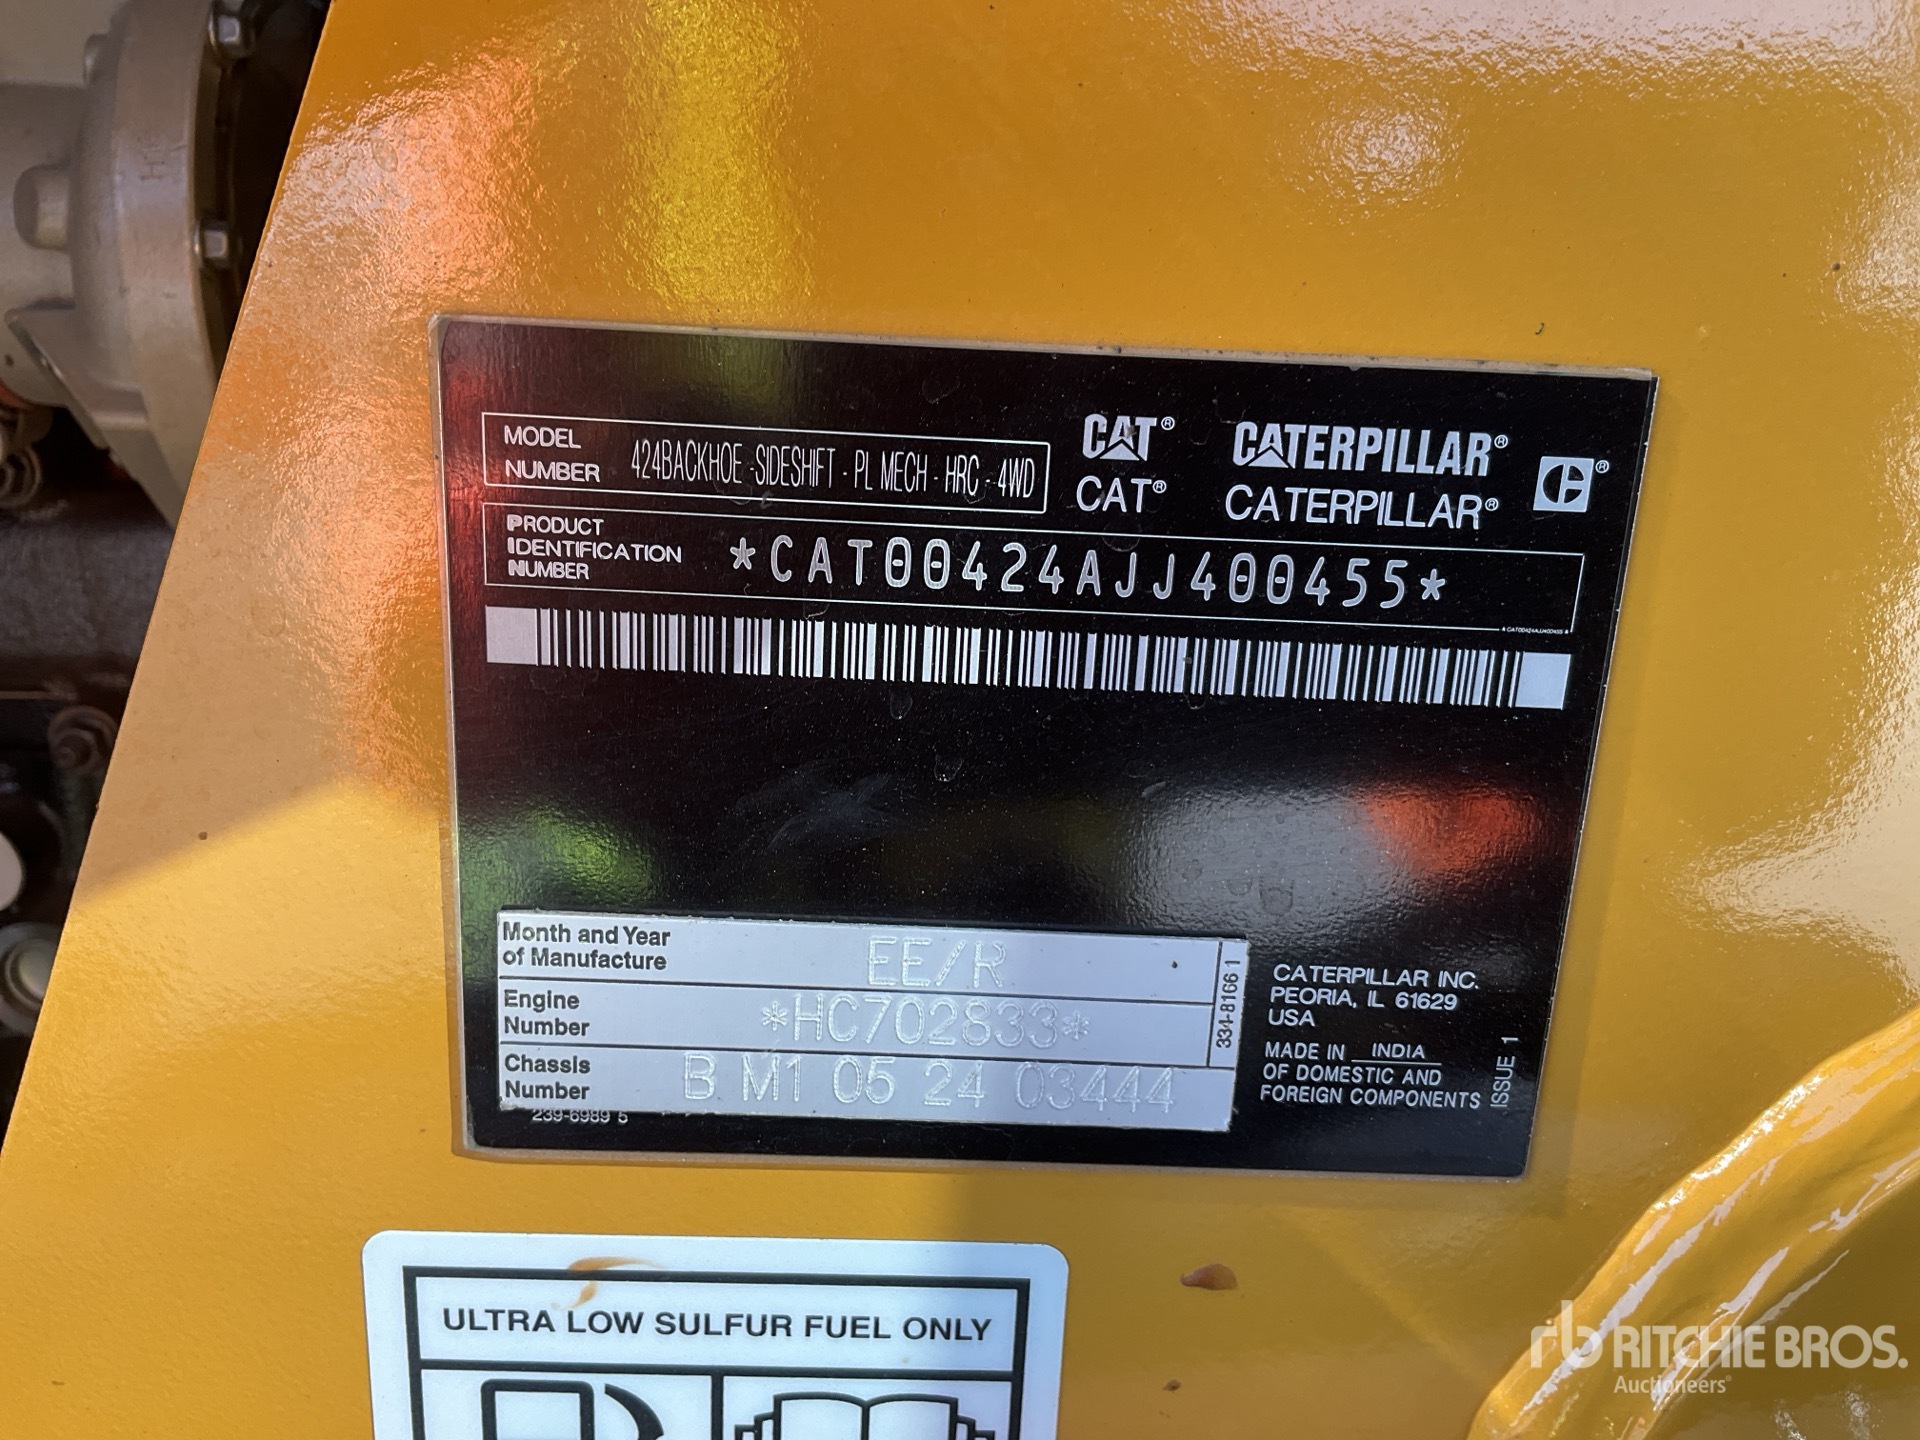 MODEL
NUMBER
424BACKHOE -SIDESHIFT - PL MECH - HRC - 4WD
CAT® CATERPILLAR® ®
CAT® CATERPILLAR®
PRODUCT
IDENTIFICATION
NUMBER
*CAT00424AJJ400455*
Month and Year
of Manufacture
EE/R
Engine
Number
*HC702833*
Chassis
Number
B M1 05 24 03444
334-8166 1
239-6989 5
CATERPILLAR INC.
PEORIA, IL 61629
USA
MADE IN INDIA
OF DOMESTIC AND
FOREIGN COMPONENTS
ISSUE 1
ULTRA LOW SULFUR FUEL ONLY
rb RITCHIE BROS.
Auctioneers